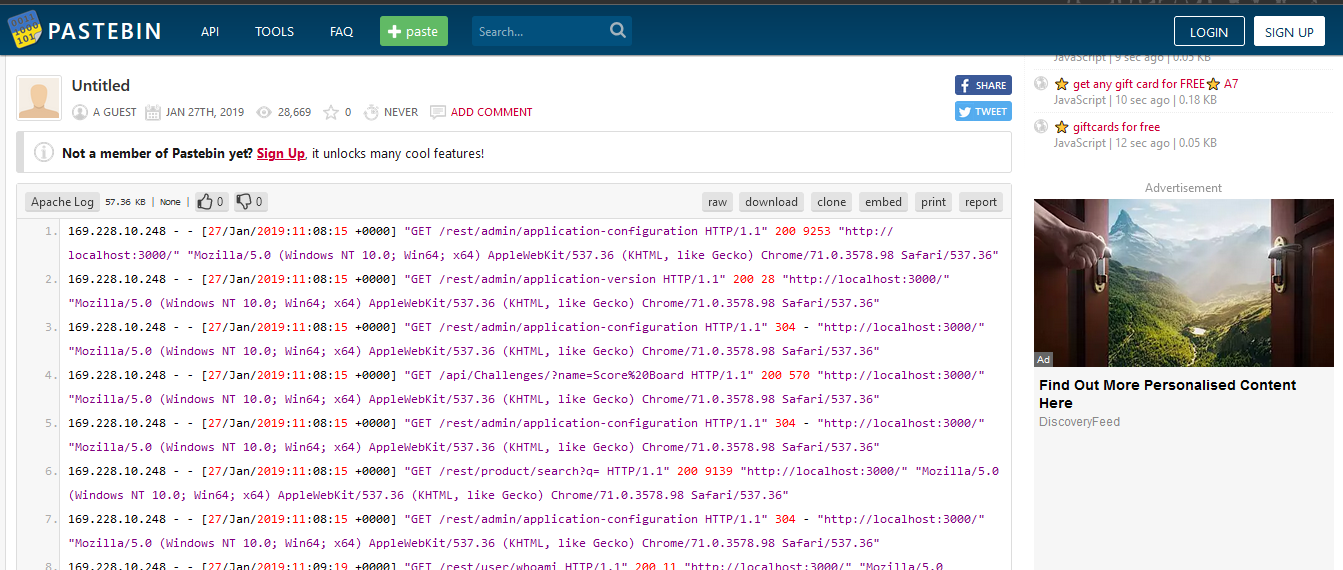 PASTEBIN
API
TOOLS
FAQ
paste
Search...
LOGIN
SIGN UP
Untitled
A GUEST
JAN 27TH, 2019
28,669
0
NEVER
ADD COMMENT
SHARE
TWEET
Not a member of Pastebin yet? Sign Up, it unlocks many cool features!
Apache Log 57.36 KB | None | 0 0
raw download clone embed print report
1. 169.228.10.248 - - [27/Jan/2019:11:08:15 +0000] "GET /rest/admin/application-configuration HTTP/1.1" 200 9253 "http://
localhost:3000/" "Mozilla/5.0 (Windows NT 10.0; Win64; x64) AppleWebKit/537.36 (KHTML, like Gecko) Chrome/71.0.3578.98 Safari/537.36"
2. 169.228.10.248 - - [27/Jan/2019:11:08:15 +0000] "GET /rest/admin/application-version HTTP/1.1" 200 28 "http://localhost:3000/"
"Mozilla/5.0 (Windows NT 10.0; Win64; x64) AppleWebKit/537.36 (KHTML, like Gecko) Chrome/71.0.3578.98 Safari/537.36"
3. 169.228.10.248 - - [27/Jan/2019:11:08:15 +0000] "GET /rest/admin/application-configuration HTTP/1.1" 304 - "http://localhost:3000/"
"Mozilla/5.0 (Windows NT 10.0; Win64; x64) AppleWebKit/537.36 (KHTML, like Gecko) Chrome/71.0.3578.98 Safari/537.36"
4. 169.228.10.248 - - [27/Jan/2019:11:08:15 +0000] "GET /api/Challenges/?name=Score%20Board HTTP/1.1" 200 570 "http://localhost:3000/"
"Mozilla/5.0 (Windows NT 10.0; Win64; x64) AppleWebKit/537.36 (KHTML, like Gecko) Chrome/71.0.3578.98 Safari/537.36"
5. 169.228.10.248 - - [27/Jan/2019:11:08:15 +0000] "GET /rest/admin/application-configuration HTTP/1.1" 304 - "http://localhost:3000/"
"Mozilla/5.0 (Windows NT 10.0; Win64; x64) AppleWebKit/537.36 (KHTML, like Gecko) Chrome/71.0.3578.98 Safari/537.36"
6. 169.228.10.248 - - [27/Jan/2019:11:08:15 +0000] "GET /rest/product/search?q= HTTP/1.1" 200 9139 "http://localhost:3000/" "Mozilla/5.0
(Windows NT 10.0; Win64; x64) AppleWebKit/537.36 (KHTML, like Gecko) Chrome/71.0.3578.98 Safari/537.36"
7. 169.228.10.248 - - [27/Jan/2019:11:08:15 +0000] "GET /rest/admin/application-configuration HTTP/1.1" 304 - "http://localhost:3000/"
"Mozilla/5.0 (Windows NT 10.0; Win64; x64) AppleWebKit/537.36 (KHTML, like Gecko) Chrome/71.0.3578.98 Safari/537.36"
8. 169.228.10.248 - - [27/Jan/2019:11:09:19 +0000] "GET /rest/user/whoami HTTP/1.1" 200 11 "http://localhost:3000/" "Mozilla/5.0
JavaScript | 9 sec ago | 0.05 KB
get any gift card for FREE A7
JavaScript | 10 sec ago | 0.18 KB
giftcards for free
JavaScript | 12 sec ago | 0.05 KB
Advertisement
Ad
Find Out More Personalised Content
Here
DiscoveryFeed